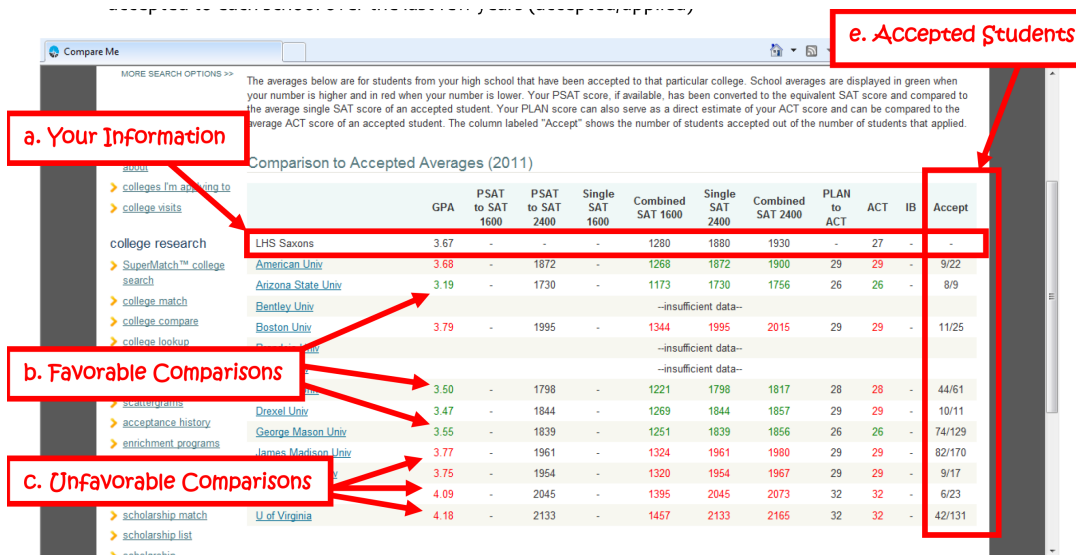 accepted to each school over the last few years (accepted/applied)
e. Accepted Students
Compare Me
MORE SEARCH OPTIONS >>
The averages below are for students from your high school that have been accepted to that particular college. School averages are displayed in green when
your number is higher and in red when your number is lower. Your PSAT score, if available, has been converted to the equivalent SAT score and compared to
the average single SAT score of an accepted student. Your PLAN score can also serve as a direct estimate of your ACT score and can be compared to the
average ACT score of an accepted student. The column labeled "Accept" shows the number of students accepted out of the number of students that applied.
a. Your Information
about
colleges I'm applying to
college visits
college research
SuperMatch™ college
search
college match
college compare
college lookup
b. Favorable Comparisons
scattergrams
acceptance history
enrichment programs
c. Unfavorable Comparisons
scholarship match
scholarship list
Comparison to Accepted Averages (2011)
GPA PSAT to SAT 1600 PSAT to SAT 2400 Single SAT 1600 Combined SAT 1600 Single SAT 2400 Combined SAT 2400 PLAN to ACT ACT IB Accept
LHS Saxons 3.67 - - - 1280 1880 1930 - 27 - -
American Univ 3.68 - 1872 - 1268 1872 1900 29 29 - 9/22
Arizona State Univ 3.19 - 1730 - 1173 1730 1756 26 26 - 8/9
Bentley Univ --insufficient data--
Boston Univ 3.79 - 1995 - 1344 1995 2015 29 29 - 11/25
--insufficient data--
--insufficient data--
3.50 - 1798 - 1221 1798 1817 28 28 - 44/61
Drexel Univ 3.47 - 1844 - 1269 1844 1857 29 29 - 10/11
George Mason Univ 3.55 - 1839 - 1251 1839 1856 26 26 - 74/129
James Madison Univ 3.77 - 1961 - 1324 1961 1980 29 29 - 82/170
3.75 - 1954 - 1320 1954 1967 29 29 - 9/17
4.09 - 2045 - 1395 2045 2073 32 32 - 6/23
U of Virginia 4.18 - 2133 - 1457 2133 2165 32 32 - 42/131